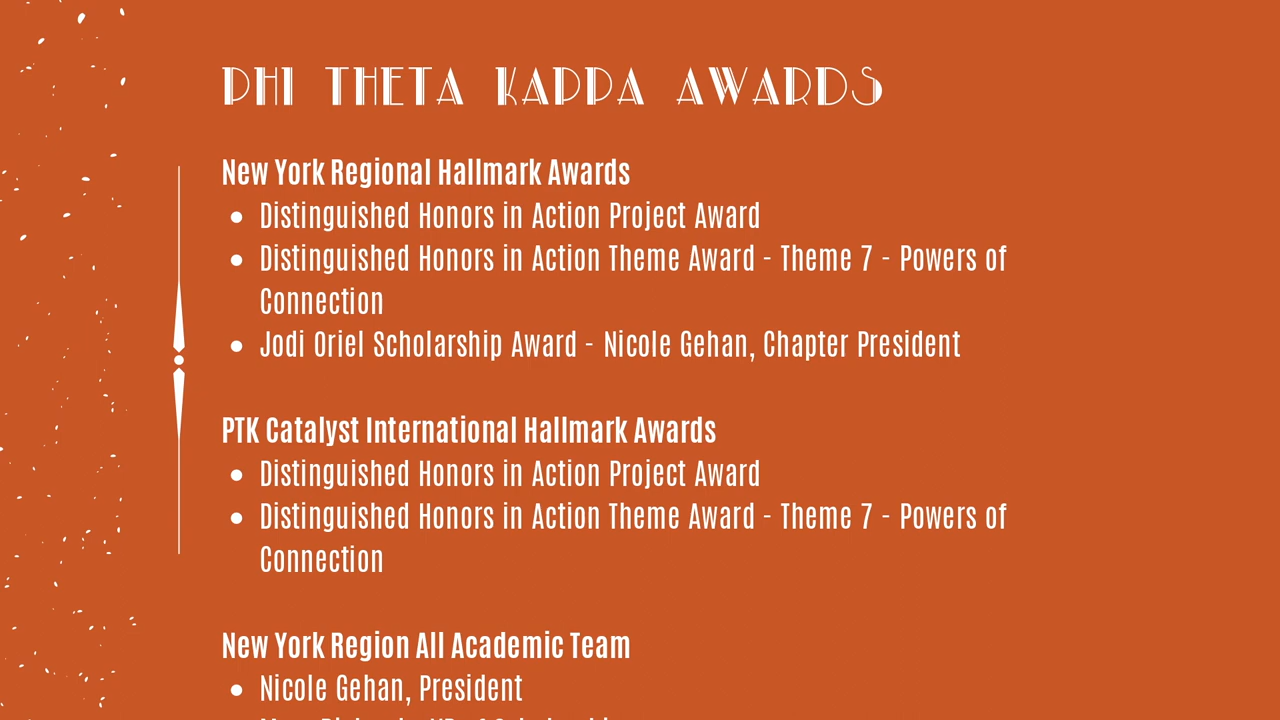 PHI THETA KAPPA AWARDS
New York Regional Hallmark Awards
• Distinguished Honors in Action Project Award
• Distinguished Honors in Action Theme Award - Theme 7 - Powers of
Connection
• Jodi Oriel Scholarship Award - Nicole Gehan, Chapter President
PTK Catalyst International Hallmark Awards
• Distinguished Honors in Action Project Award
• Distinguished Honors in Action Theme Award - Theme 7 - Powers of
Connection
New York Region All Academic Team
• Nicole Gehan, President